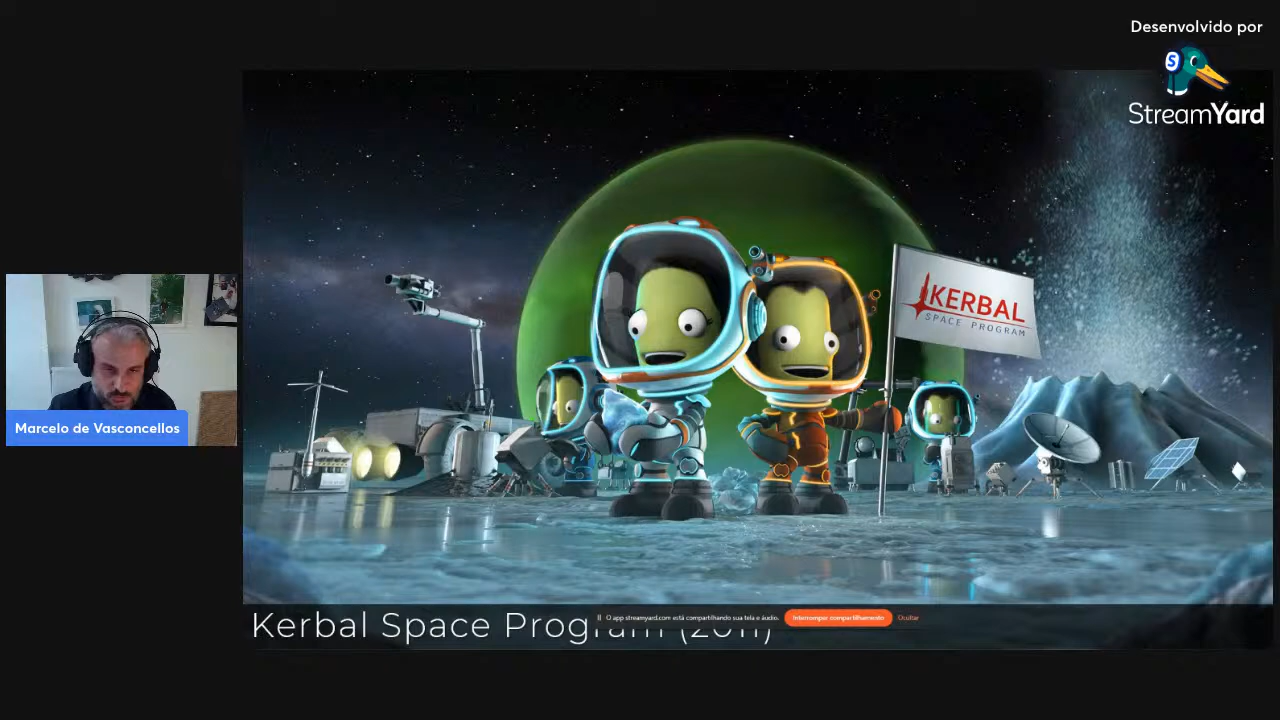 Desenvolvido por
StreamYard
KERBAL
SPACE PROGRAM
Marcelo de Vasconcellos
Kerbal Space Program (2011)
O app streamyard.com está compartilhando sua tela e áudio.
Interromper compartilhamento
Ocultar